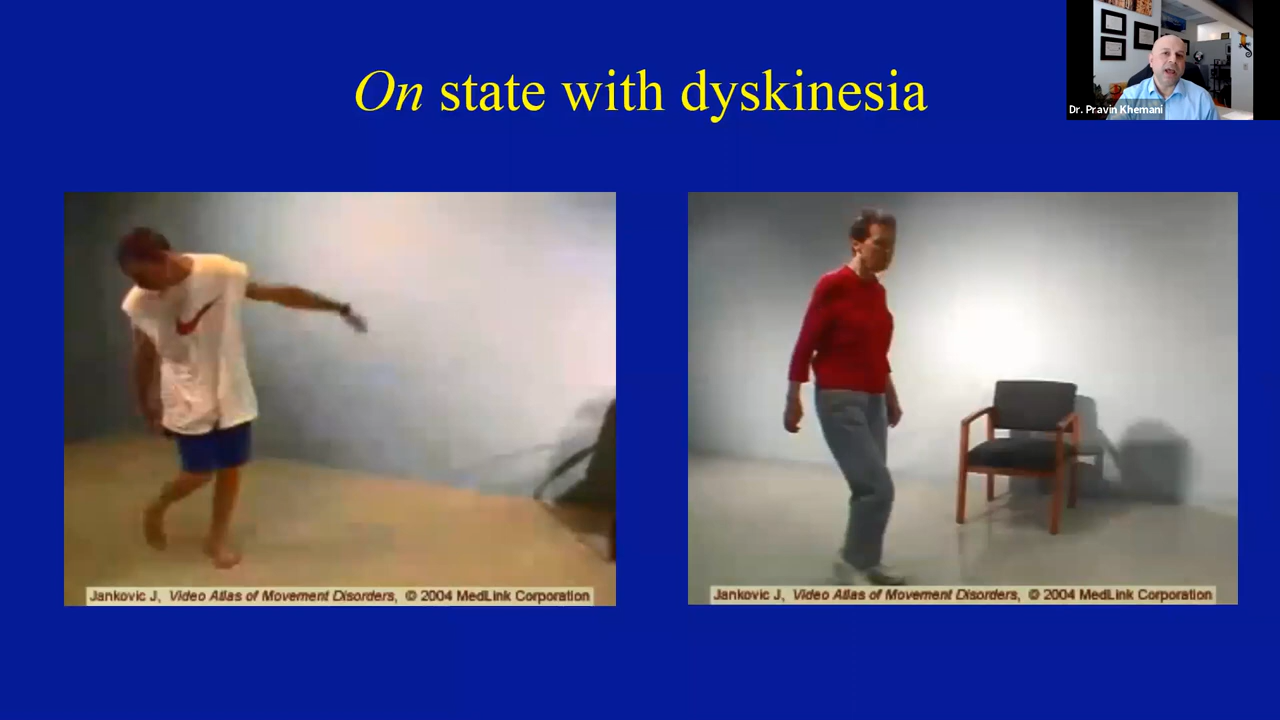 On state with dyskinesia
Dr. Pravin Khemani
Jankovic J, Video Atlas of Movement Disorders, © 2004 MedLink Corporation
Jankovic J, Video Atlas of Movement Disorders, © 2004 MedLink Corporation